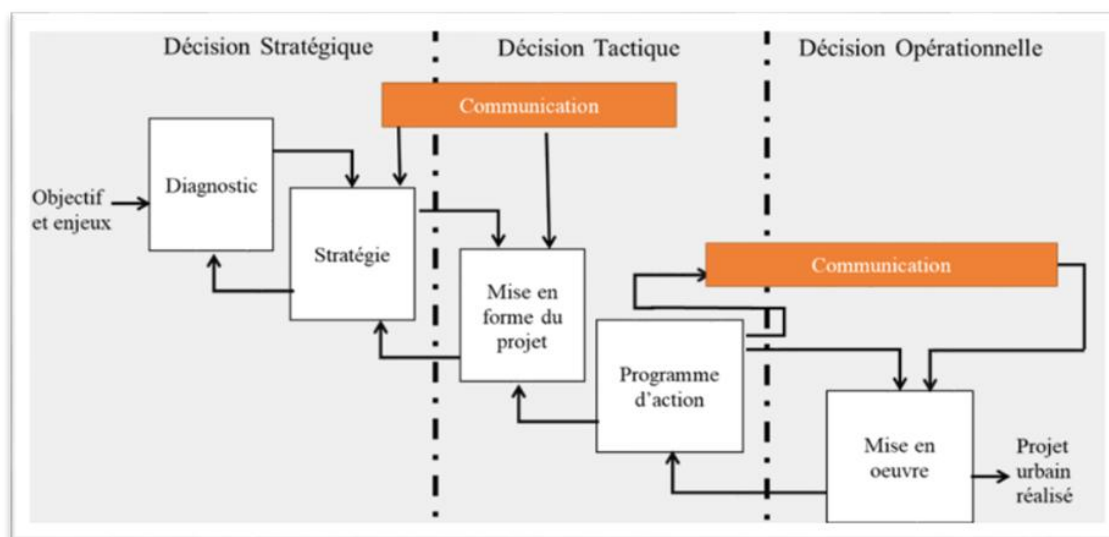 Décision Stratégique
Décision Tactique
Décision Opérationnelle
Communication
Diagnostic
Objectif
et enjeux
Stratégie
Communication
Mise en
forme du
projet
Programme
d'action
Mise en
oeuvre
Projet
urbain
réalisé